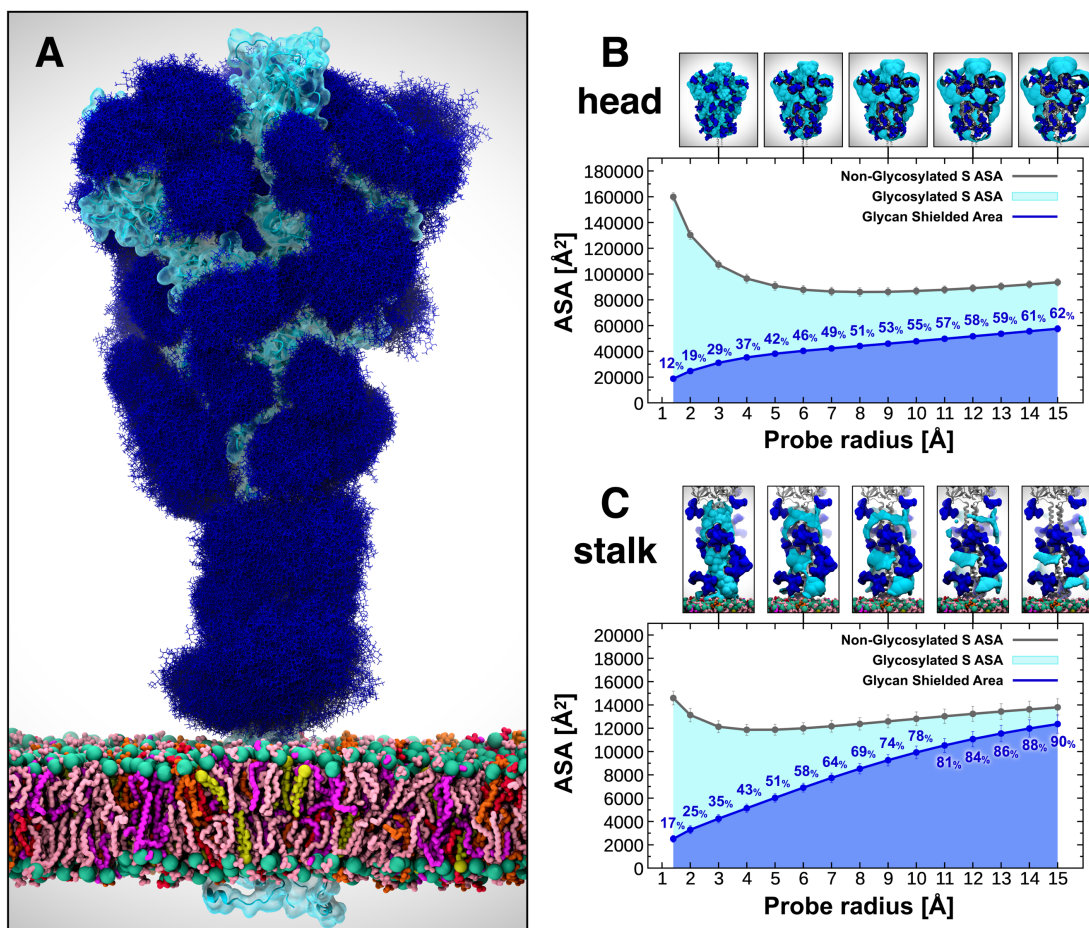 A
B
head
180000
160000
140000
120000
100000
80000
60000
40000
20000
0
ASA [Å²]
Non-Glycosylated S ASA
Glycosylated S ASA
Glycan Shielded Area
12% 19% 29% 37% 42% 46% 49% 51% 53% 55% 57% 58% 59% 61% 62%
1 2 3 4 5 6 7 8 9 10 11 12 13 14 15
Probe radius [Å]
C
stalk
20000
18000
16000
14000
12000
10000
8000
6000
4000
2000
0
ASA [Å²]
Non-Glycosylated S ASA
Glycosylated S ASA
Glycan Shielded Area
17% 25% 35% 43% 51% 58% 64% 69% 74% 78% 81% 84% 86% 88% 90%
1 2 3 4 5 6 7 8 9 10 11 12 13 14 15
Probe radius [Å]